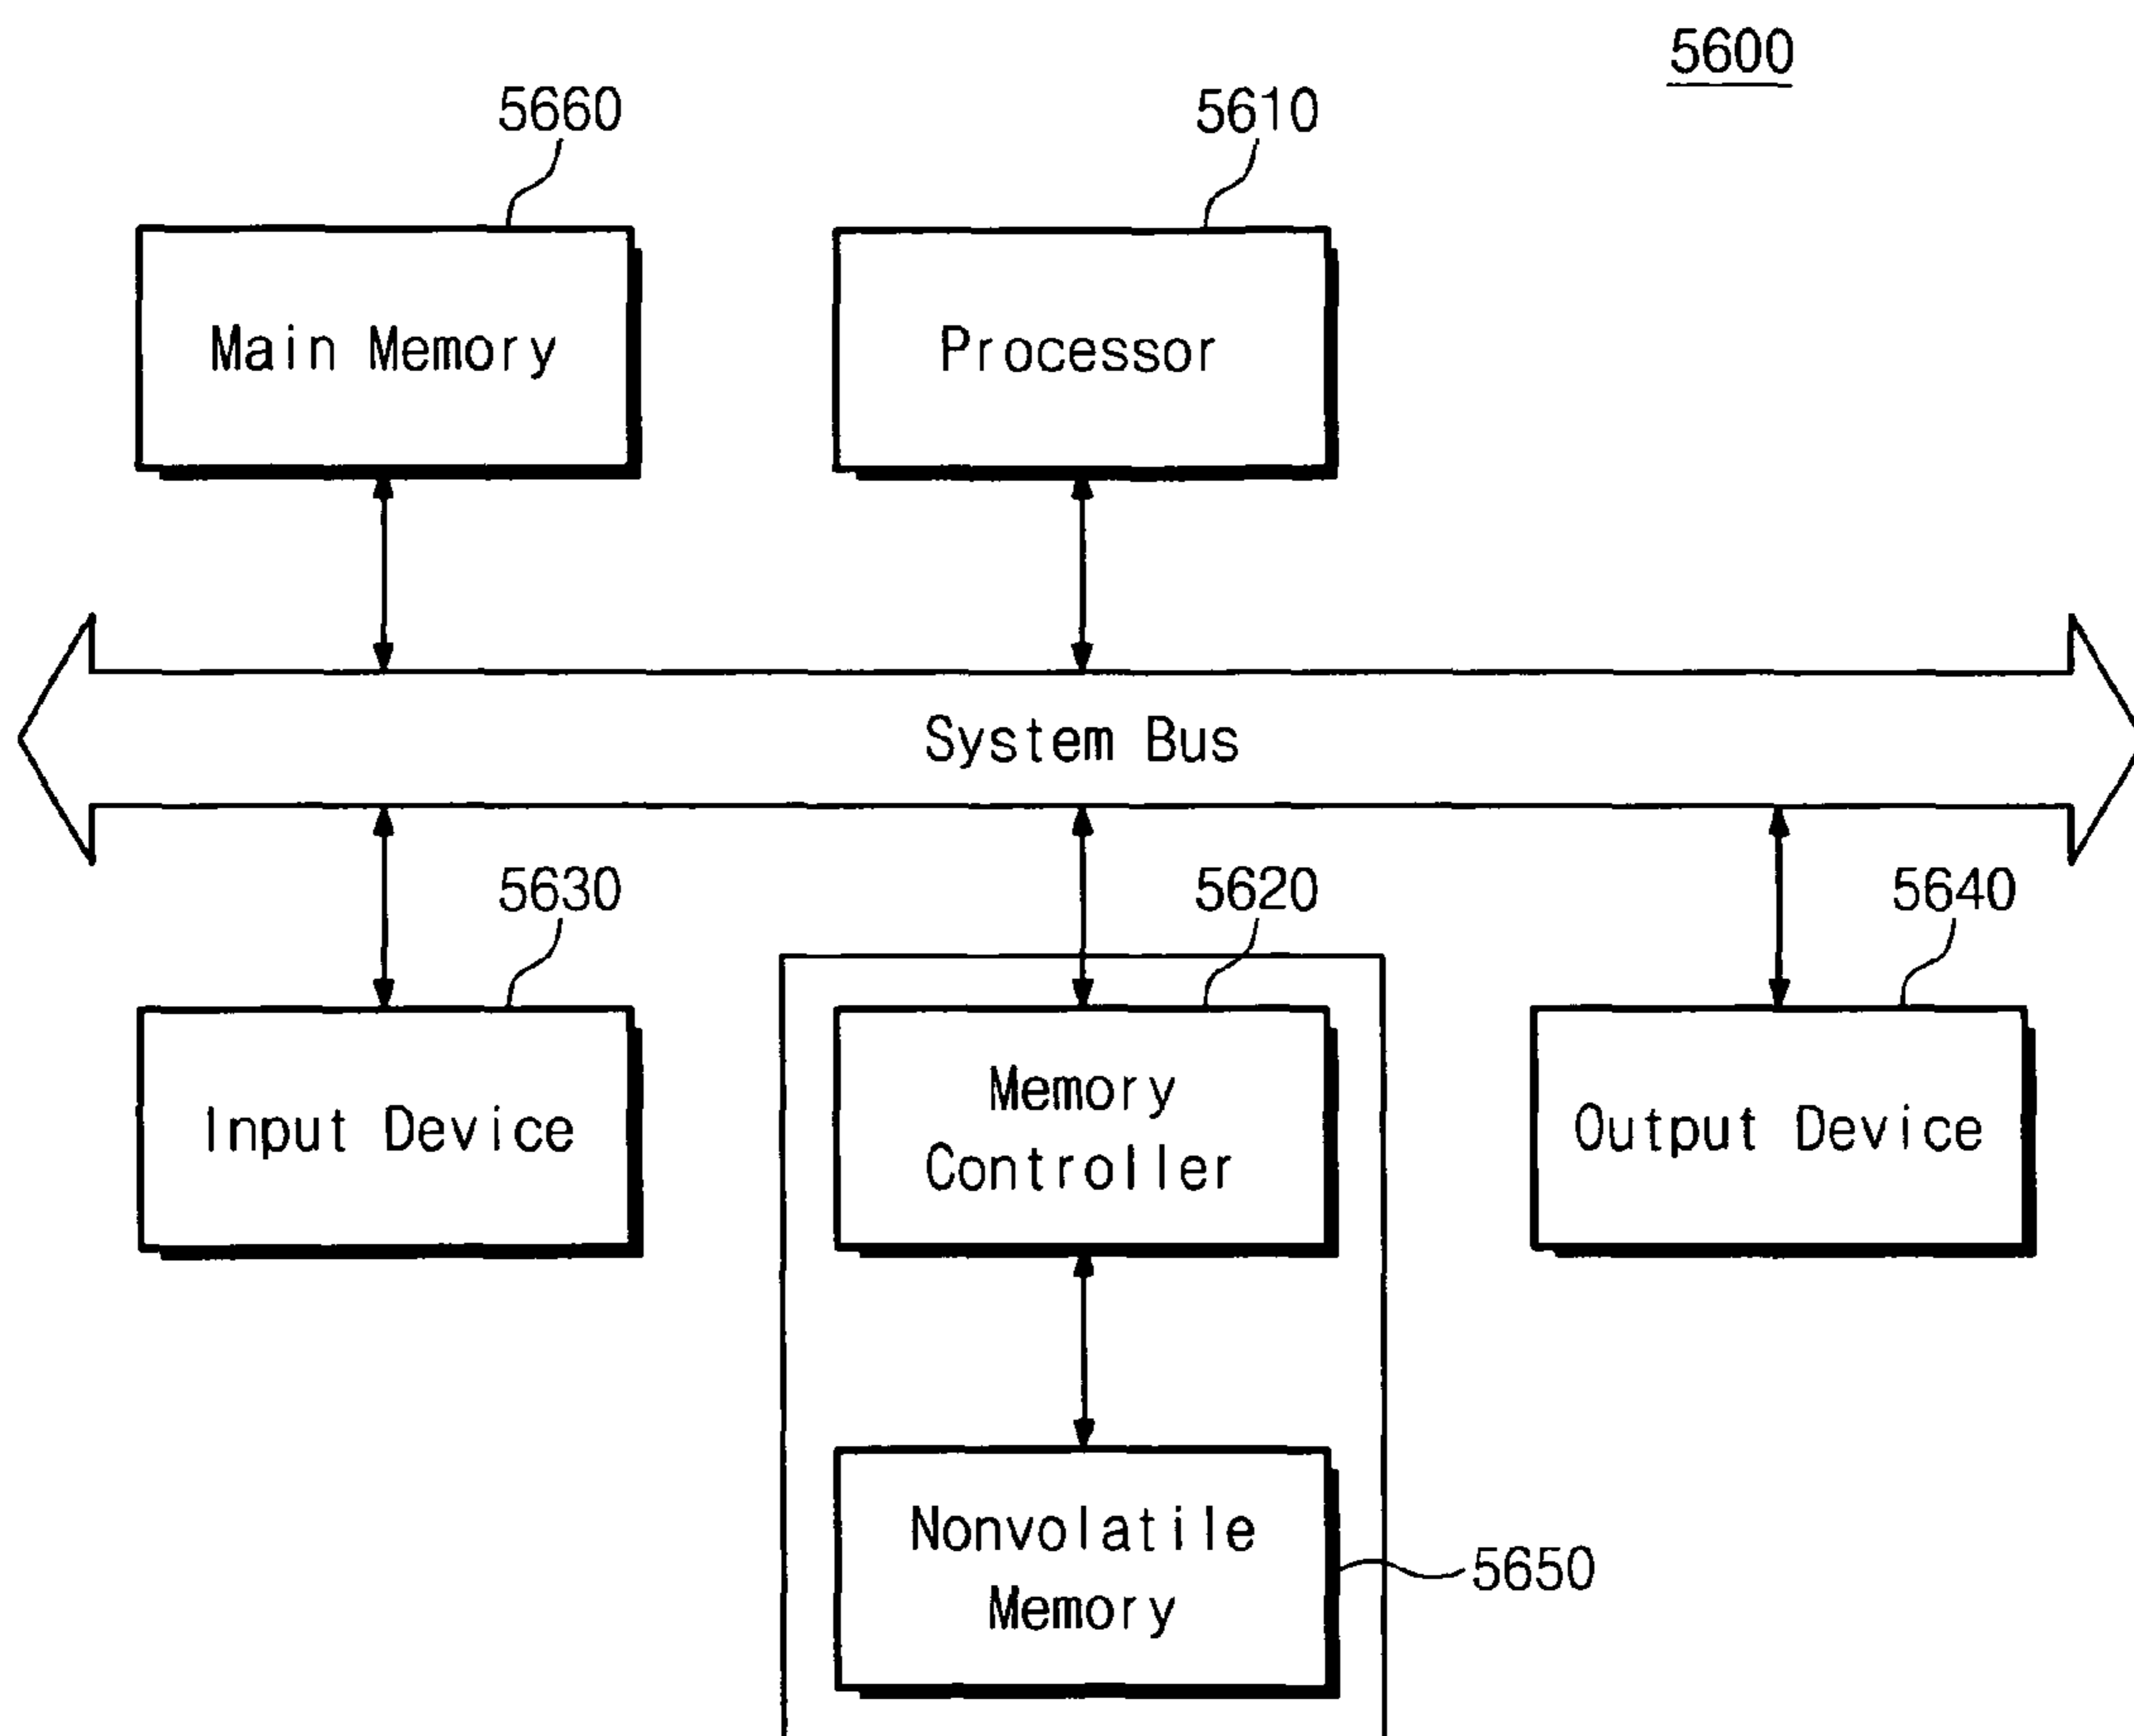 5600
5660
5610
Main Memory
Processor
System Bus
5630
5620
5640
Input Device
Memory
Controller
Output Device
Nonvolatile
Memory
5650